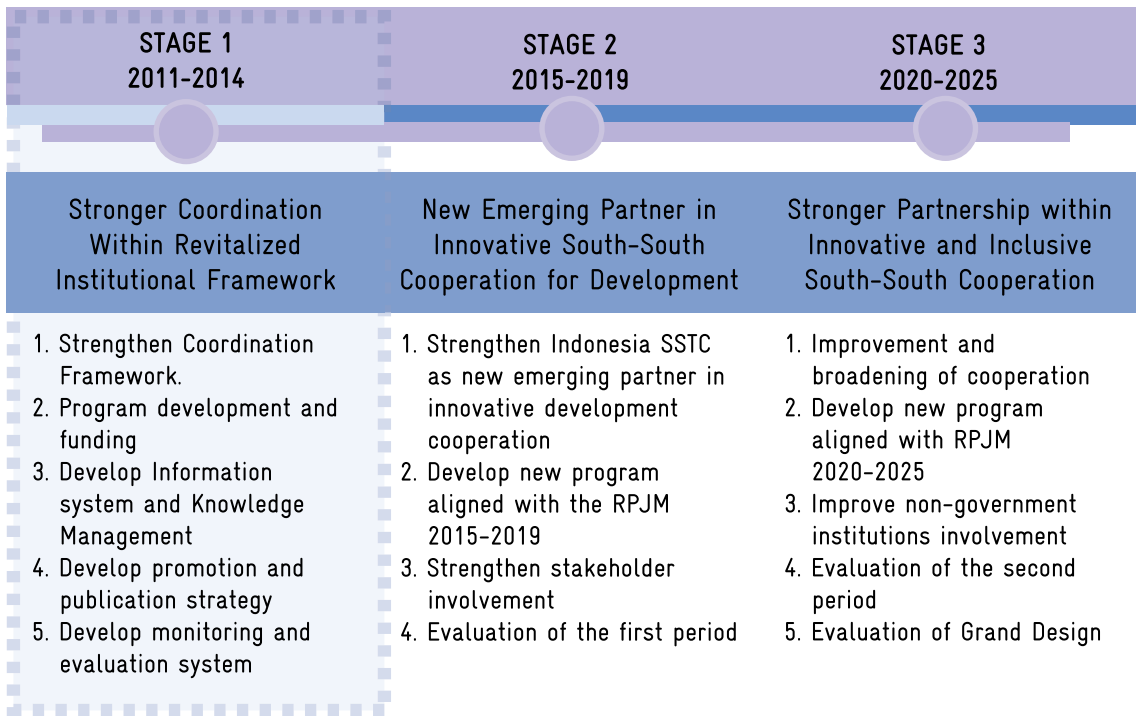 STAGE 1
2011-2014
STAGE 2
2015-2019
STAGE 3
2020-2025
Stronger Coordination
Within Revitalized
Institutional Framework
New Emerging Partner in
Innovative South-South
Cooperation for Development
Stronger Partnership within
Innovative and Inclusive
South-South Cooperation
1. Strengthen Coordination
Framework.
2. Program development and
funding
3. Develop Information
system and Knowledge
Management
4. Develop promotion and
publication strategy
5. Develop monitoring and
evaluation system
1. Strengthen Indonesia SSTC
as new emerging partner in
innovative development
cooperation
2. Develop new program
aligned with the RPJM
2015-2019
3. Strengthen stakeholder
involvement
4. Evaluation of the first period
1. Improvement and
broadening of cooperation
2. Develop new program
aligned with RPJM
2020-2025
3. Improve non-government
institutions involvement
4. Evaluation of the second
period
5. Evaluation of Grand Design